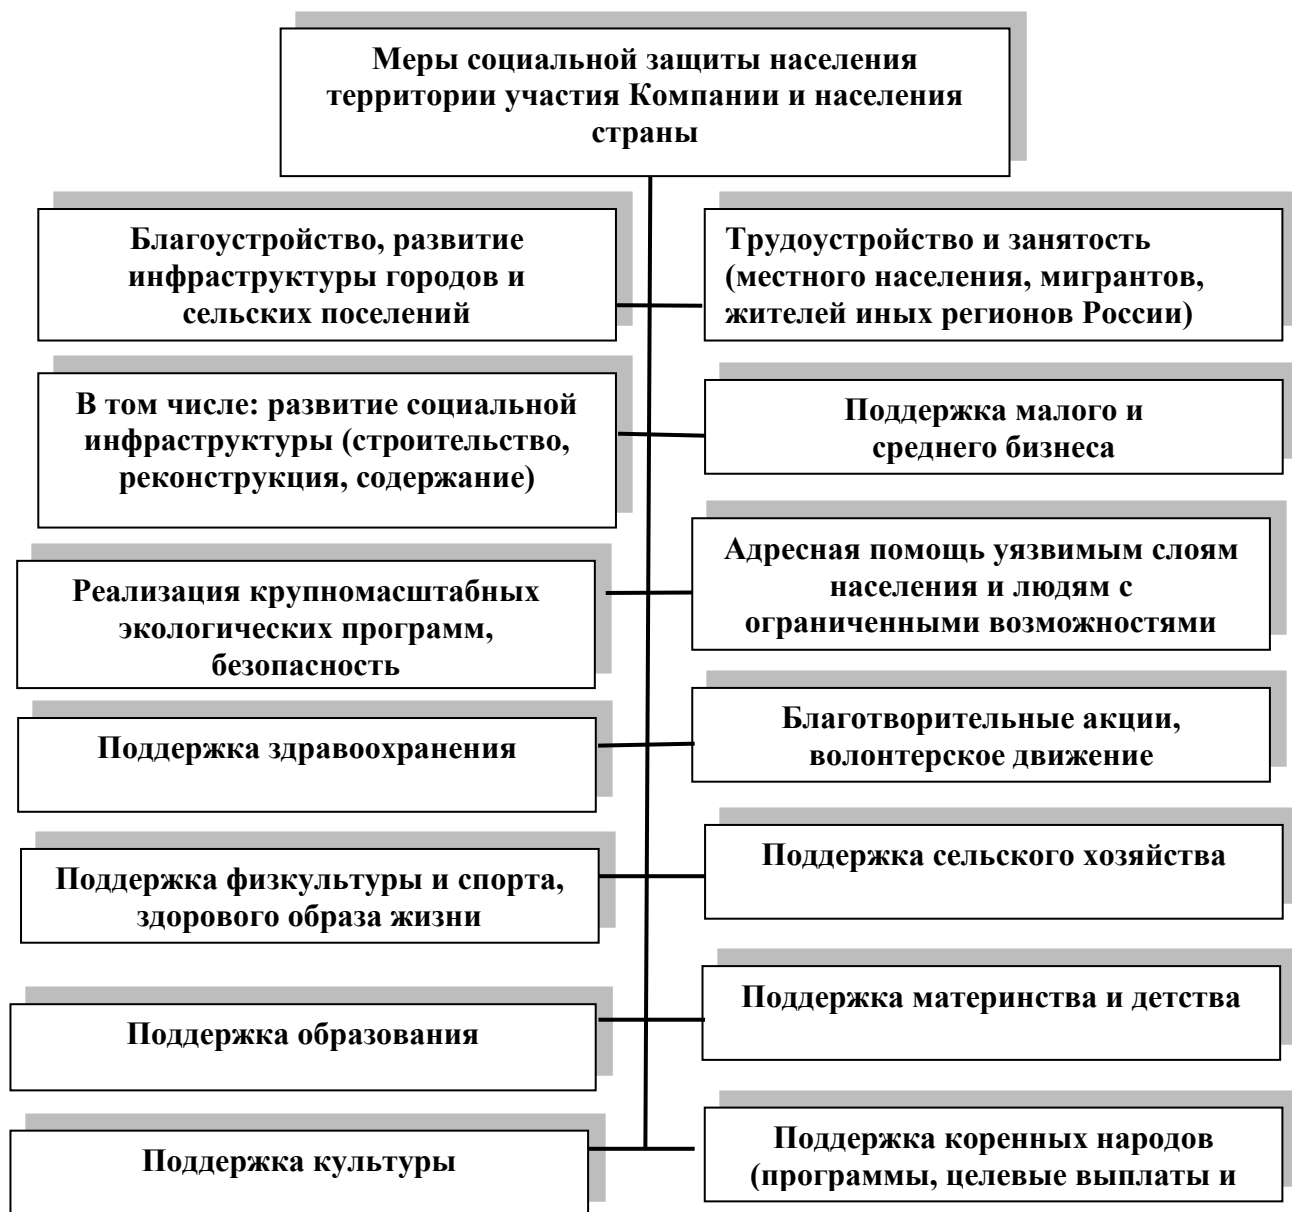 Меры социальной защиты населения
территории участия Компании и населения
страны
Благоустройство, развитие
инфраструктуры городов и
сельских поселений
Трудоустройство и занятость
(местного населения, мигрантов,
жителей иных регионов России)
В том числе: развитие социальной
инфраструктуры (строительство,
реконструкция, содержание)
Поддержка малого и
среднего бизнеса
Реализация крупномасштабных
экологических программ,
безопасность
Адресная помощь уязвимым слоям
населения и людям с
ограниченными возможностями
Поддержка здравоохранения
Благотворительные акции,
волонтерское движение
Поддержка физкультуры и спорта,
здорового образа жизни
Поддержка сельского хозяйства
Поддержка образования
Поддержка материнства и детства
Поддержка культуры
Поддержка коренных народов
(программы, целевые выплаты и